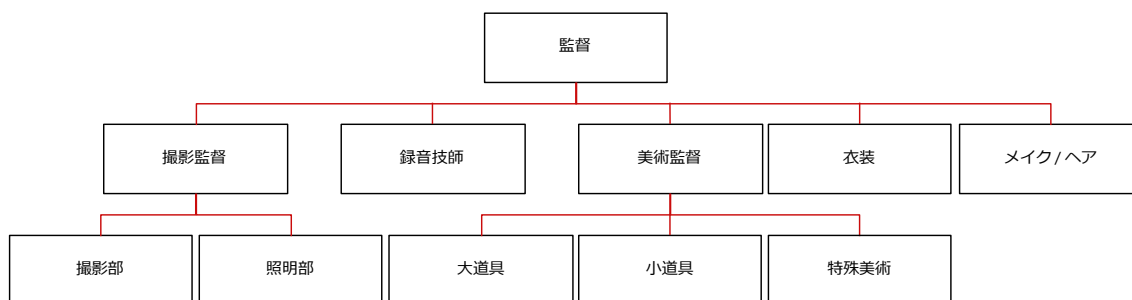 監督
撮影監督
録音技師
美術監督
衣装
メイク / ヘア
撮影部
照明部
大道具
小道具
特殊美術